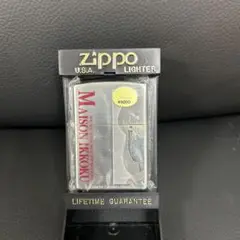 zippo
U.S.A. LIGHTER
MAISON IKKOKU
LIFETIME GUARANTEE